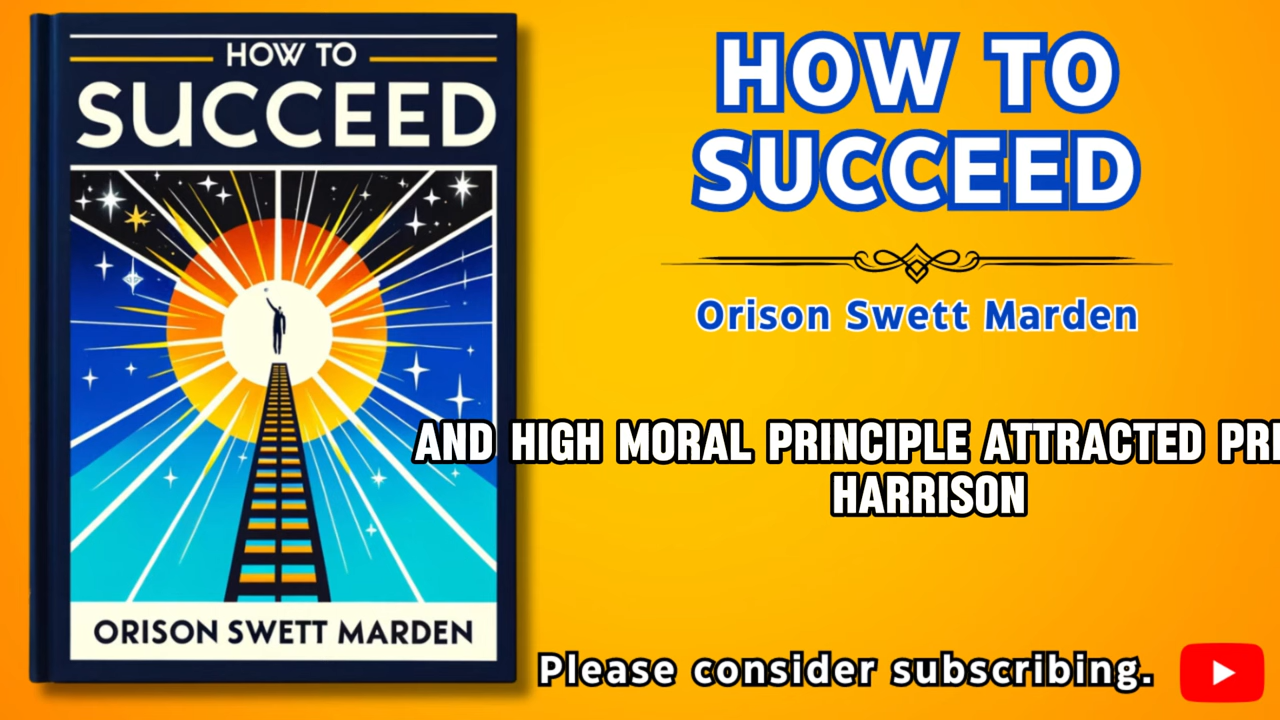 HOW TO
SUCCEED
ORISON SWETT MARDEN
HOW TO
SUCCEED
Orison Swett Marden
AND HIGH MORAL PRINCIPLE ATTRACTED
HARRISON
Please consider subscribing.